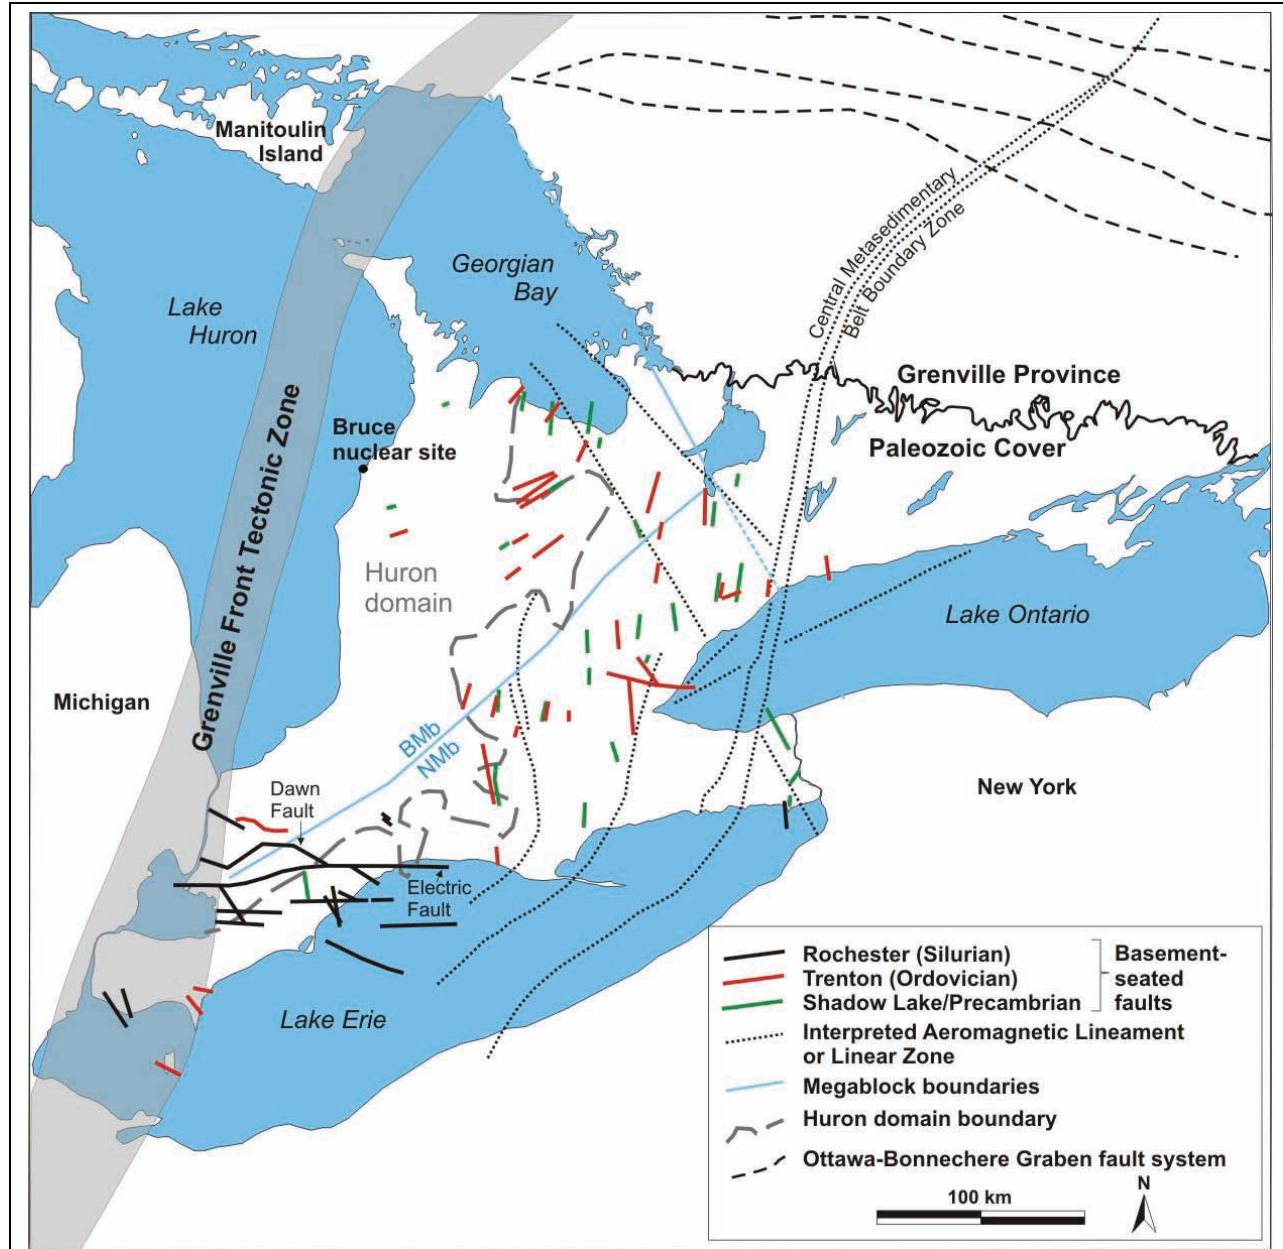 Manitoulin
Island
Georgian
Bay
Lake
Huron
Central Metasedimentary
Belt Boundary Zone
Grenville Province
Paleozoic Cover
Bruce
nuclear site
Grenville Front Tectonic Zone
Huron
domain
Lake Ontario
Michigan
BMb
NMb
New York
Dawn
Fault
Electric
Fault
Lake Erie
Rochester (Silurian)
Trenton (Ordovician)
Shadow Lake/Precambrian
Basement-
seated
faults
Interpreted Aeromagnetic Lineament
or Linear Zone
Megablock boundaries
Huron domain boundary
Ottawa-Bonnechere Graben fault system
100 km
N